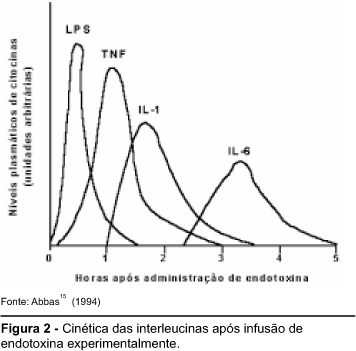 LPS
TNF
IL-1
IL-6
Nívais plasmáticos de citocinas
(unidades arbitrárias)
0 1 2 3 4 5
Horas após administração de endotoxina
Fonte: Abbas15 (1994)
Figura 2 - Cinética das interleucinas após infusão de
endotoxina experimentalmente.